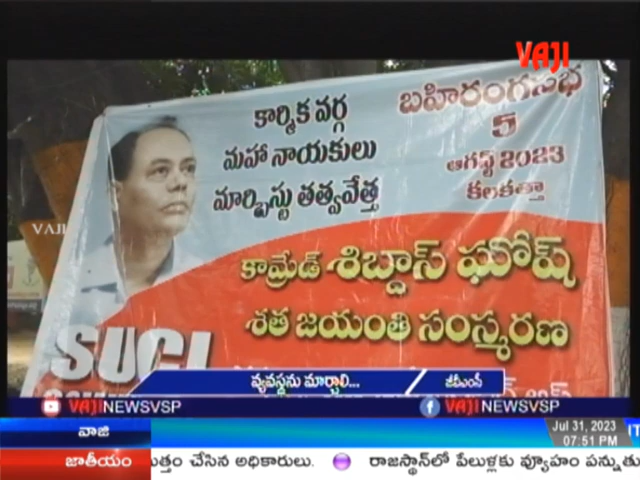 VAJI
కార్మిక వర్గ
మహా నాయకులు
మార్క్సిస్టు తత్వవేత్త
బహిరంగసభ
5
ఆగస్ట్ 2023
కలకత్తా
VAJI
కామ్రేడ్ శిబ్దాస్ ఘోష్
శత జయంతి సంస్మరణ
SUCI
వ్యవస్థను మార్చాలి...
జీవీఎంసీ
VAJINEWSVSP
VAJINEWSVSP
వాజి
Jul 31, 2023
07:51 PM
జాతీయం
త్తం చేసిన అధికారులు.
రాజస్థాన్‌లో పేలుళ్లకు వ్యూహం పన్నుతు